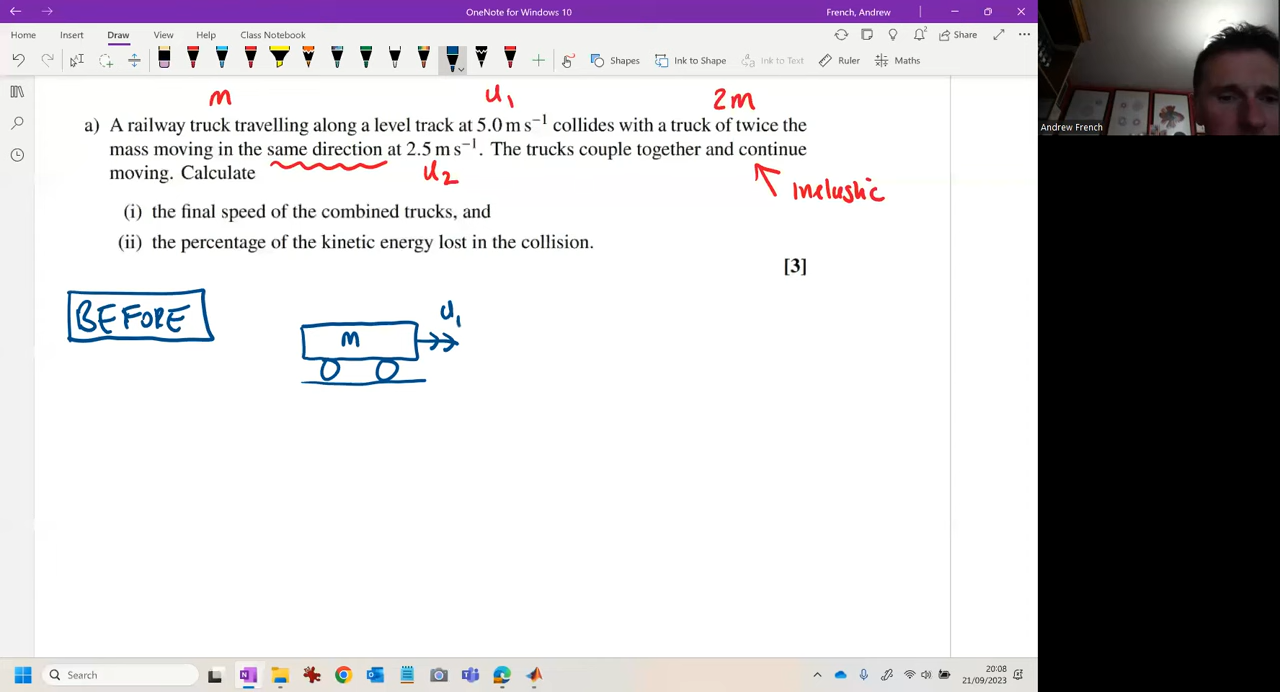 OneNote for Windows 10
French, Andrew
Home Insert Draw View Help Class Notebook
Share
Shapes Ink to Shape Ink to Text Ruler Maths
m u₁ 2m
a) A railway truck travelling along a level track at 5.0 m s⁻¹ collides with a truck of twice the
mass moving in the same direction at 2.5 m s⁻¹. The trucks couple together and continue
moving. Calculate
u₂
Inelastic
(i) the final speed of the combined trucks, and
(ii) the percentage of the kinetic energy lost in the collision.
[3]
BEFORE
u₁
m
Andrew French
Search
20:08
21/09/2023